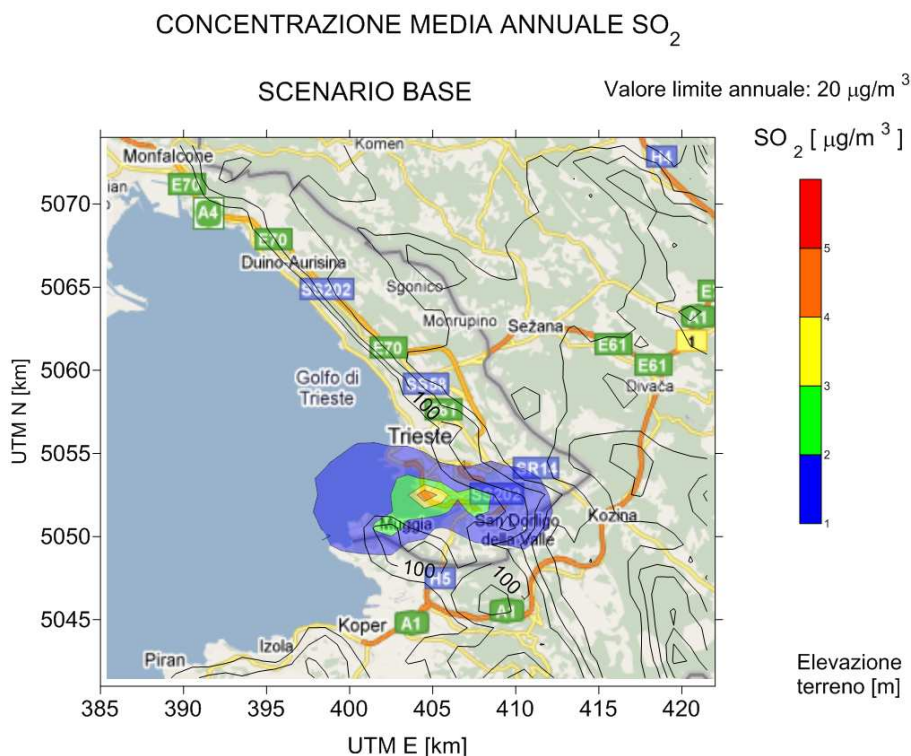 CONCENTRAZIONE MEDIA ANNUALE SO2
SCENARIO BASE
Valore limite annuale: 20 μg/m3
SO2 [ μg/m3 ]
5
4
3
2
1
Elevazione
terreno [m]
UTM N [km]
5070
5065
5060
5055
5050
5045
385 390 395 400 405 410 415 420
UTM E [km]
Komen
Monfalcone
H4
E70
A4
E70
Duino-Aurisina
Sgonico
SS202
Monrupino
Sežana
A1
1
E70
E61
E61
Golfo di
Trieste
SS58
Divača
100
Trieste
SR14
SS202
Muggia
San Dorligo
della Valle
Kozina
100
H5
100
Koper
A1
A1
Izola
Piran